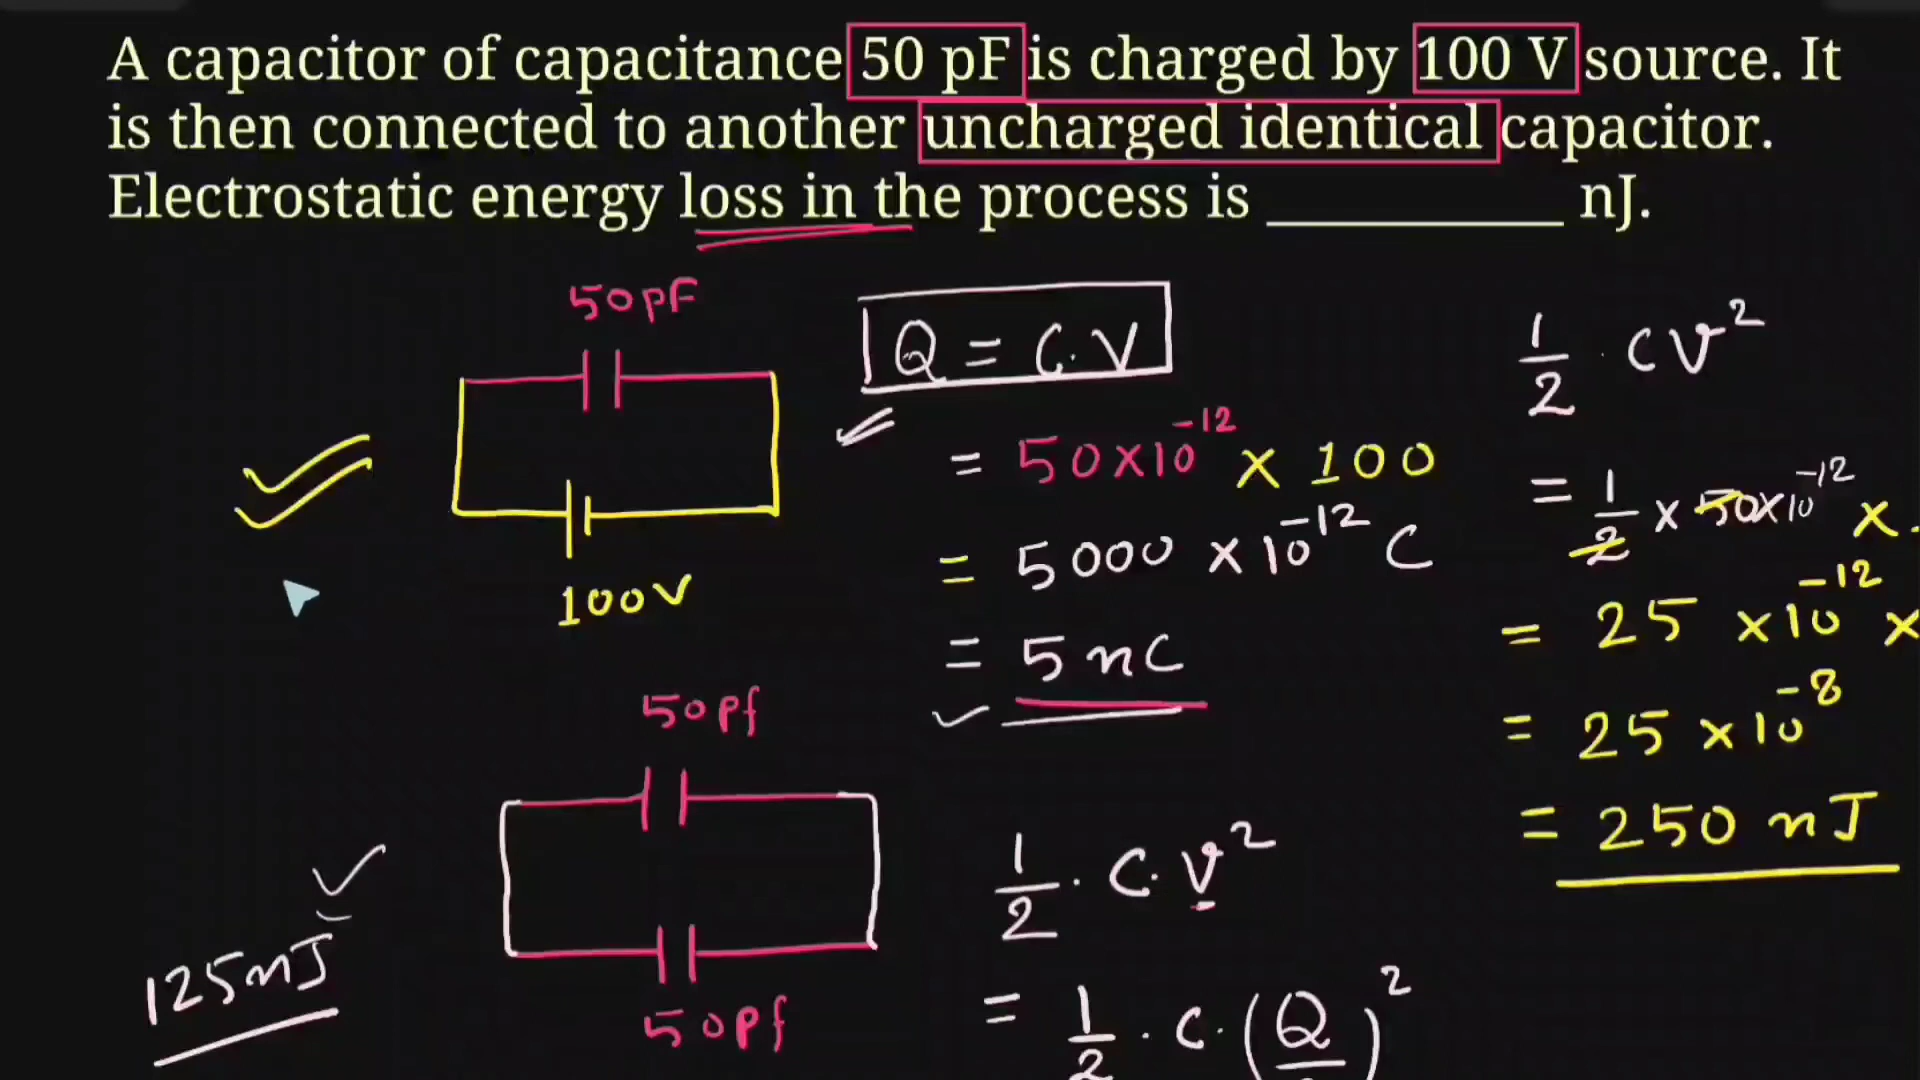 A capacitor of capacitance 50 pF is charged by 100 V source. It
is then connected to another uncharged identical capacitor.
Electrostatic energy loss in the process is __________ nJ.
50pF
100V
Q = C.V
= 50×10⁻¹² × 100
= 5000 ×10⁻¹² C
= 5 nC
1/2 . CV²
= 1/2 × 50×10⁻¹² ×
= 25 ×10⁻¹² ×
= 25 ×10⁻⁸
= 250 nJ
50pf
50pf
125nJ
1/2 . C. V²
= 1/2 . C. (Q/ )²